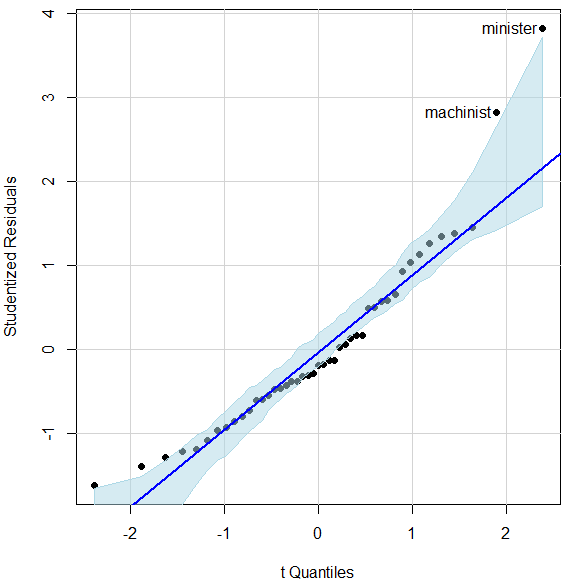 4
minister
3
machinist
2
1
0
-1
Studentized Residuals
-2 -1 0 1 2
t Quantiles